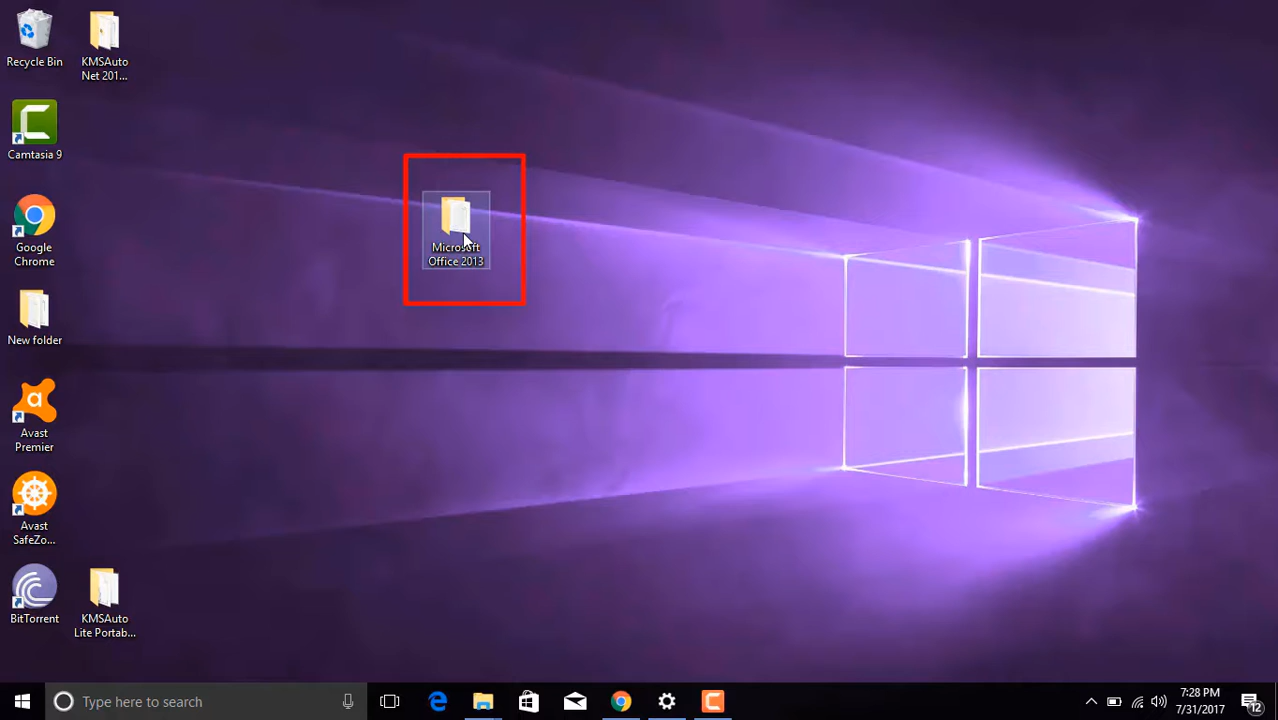 Recycle Bin
KMSAuto
Net 201...
Camtasia 9
Google
Chrome
New folder
Avast
Premier
Avast
SafeZo...
BitTorrent
KMSAuto
Lite Portab...
Microsoft
Office 2013
Type here to search
7:28 PM
7/31/2017
12